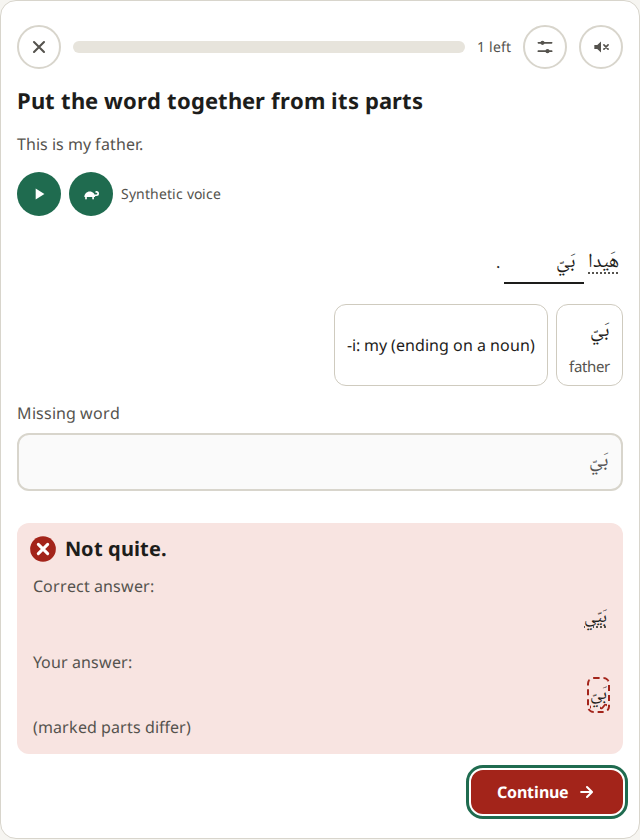 1 left
Put the word together from its parts
This is my father.
Synthetic voice
هَيدا بَيّ .
بَيّ
father
-i: my (ending on a noun)
Missing word
بَيّ
Not quite.
Correct answer:
بَيّي
Your answer:
بَيّ
(marked parts differ)
Continue